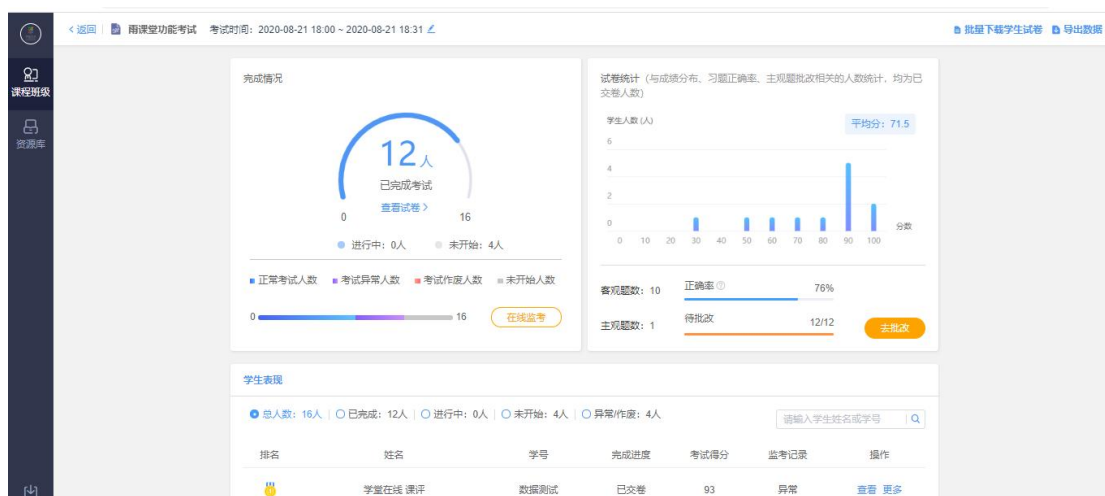 <返回 雨课堂功能考试 考试时间：2020-08-21 18:00 ~ 2020-08-21 18:31
批量下载学生试卷 导出数据
课程班级
资源库
完成情况
12人
已完成考试
查看试卷>
0 16
进行中：0人 未开始：4人
正常考试人数 考试异常人数 考试作废人数 未开始人数
0 16 在线监考
试卷统计（与成绩分布、习题正确率、主观题批改相关的人数统计，均为已
交卷人数）
学生人数(人)
平均分：71.5
6
4
2
0
分数
0 10 20 30 40 50 60 70 80 90 100
客观题数：10 正确率 76%
主观题数：1 待批改 12/12 去批改
学生表现
总人数：16人 已完成：12人 进行中：0人 未开始：4人 异常/作废：4人
请输入学生姓名或学号
排名 姓名 学号 完成进度 考试得分 监考记录 操作
学堂在线 课评 数据测试 已交卷 93 异常 查看 更多